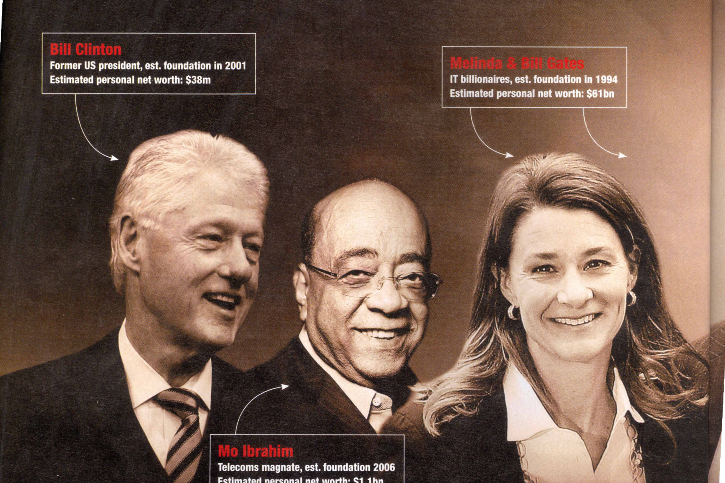 Bill Clinton
Former US president, est. foundation in 2001
Estimated personal net worth: $38m
Melinda & Bill Gates
IT billionaires, est. foundation in 1994
Estimated personal net worth: $61bn
Mo Ibrahim
Telecoms magnate, est. foundation 2006
Estimated personal net worth: $1.1bn